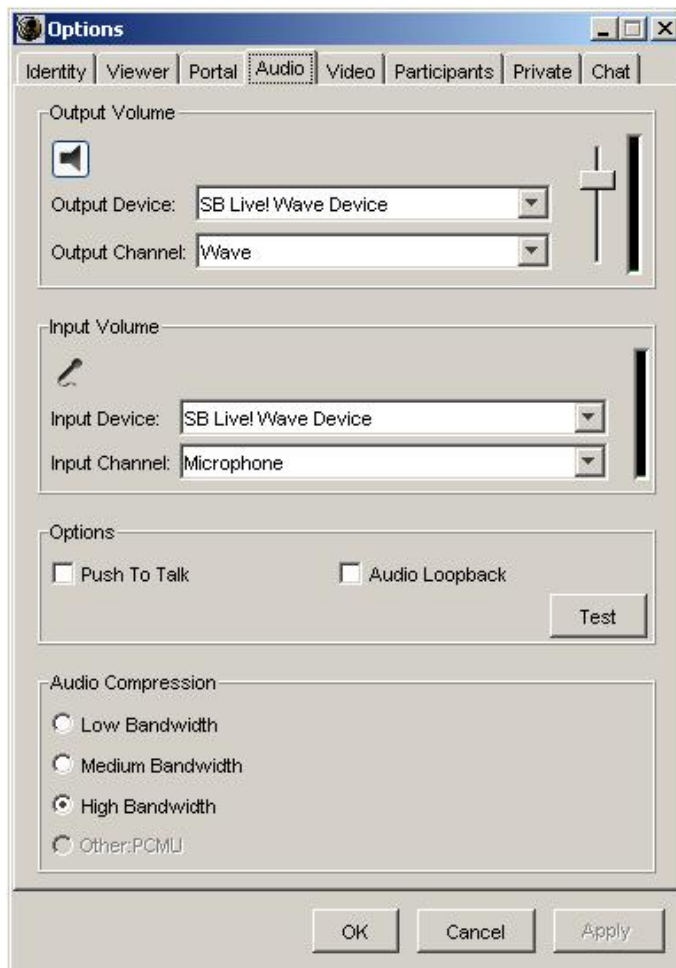 Options
Identity Viewer Portal Audio Video Participants Private Chat
Output Volume
Output Device: SB Live! Wave Device
Output Channel: Wave
Input Volume
Input Device: SB Live! Wave Device
Input Channel: Microphone
Options
Push To Talk Audio Loopback
Test
Audio Compression
Low Bandwidth
Medium Bandwidth
High Bandwidth
Other:PCMU
OK Cancel Apply